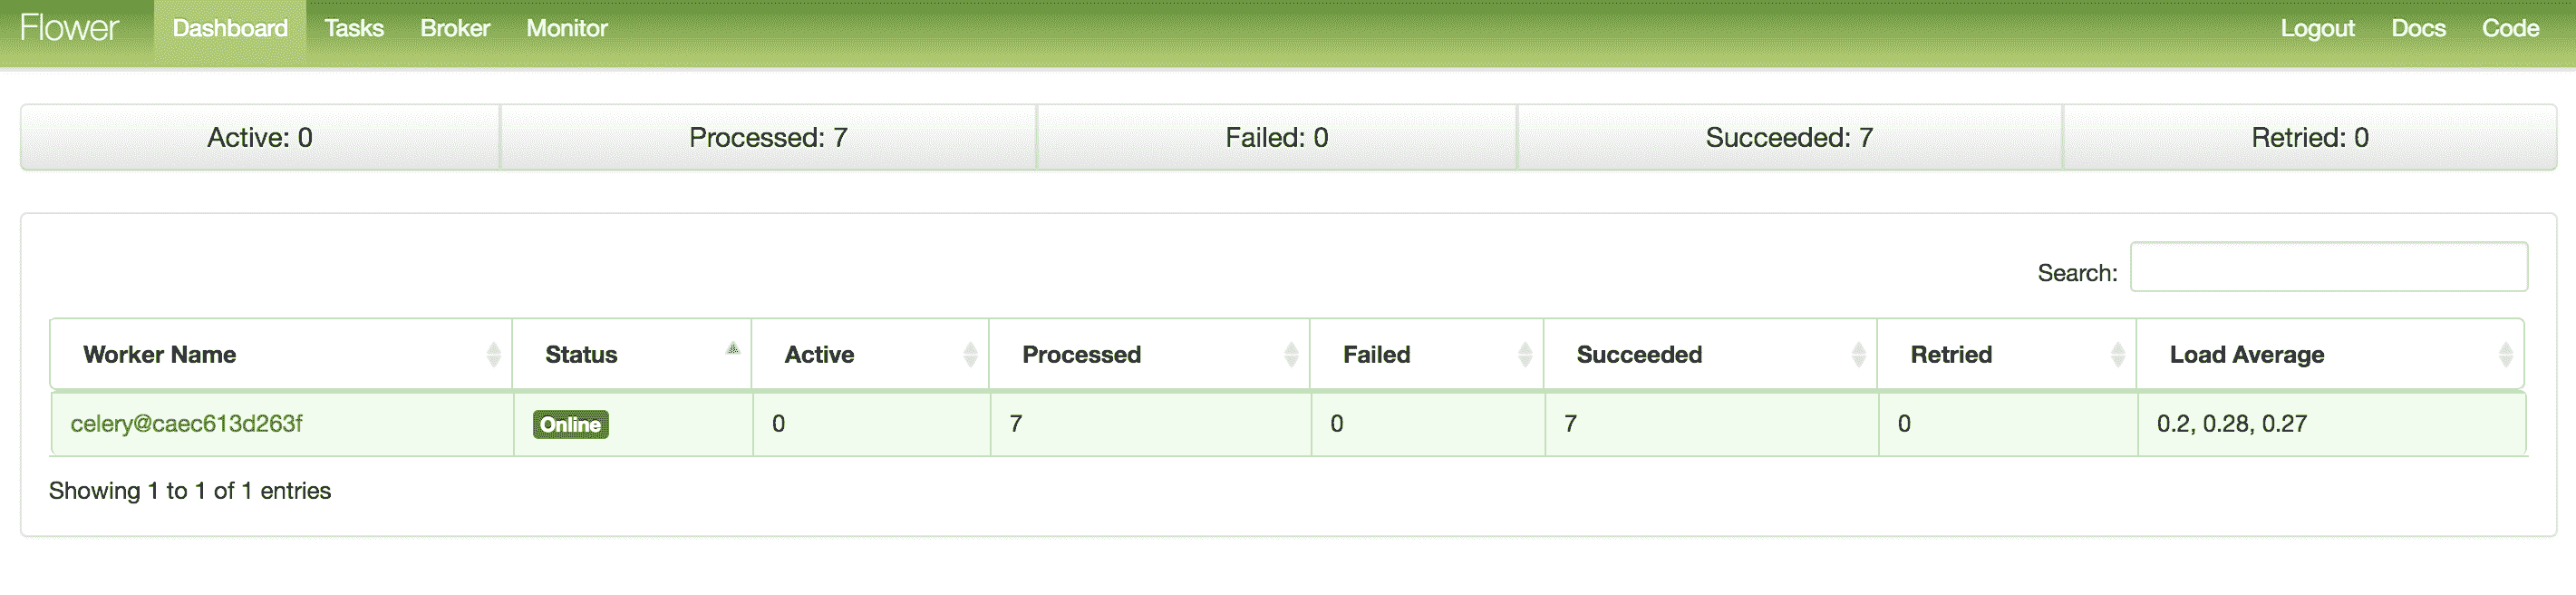 Flower Dashboard Tasks Broker Monitor Logout Docs Code
Active: 0 Processed: 7 Failed: 0 Succeeded: 7 Retried: 0
Search:
Worker Name Status Active Processed Failed Succeeded Retried Load Average
celery@caec613d263f Online 0 7 0 7 0 0.2, 0.28, 0.27
Showing 1 to 1 of 1 entries